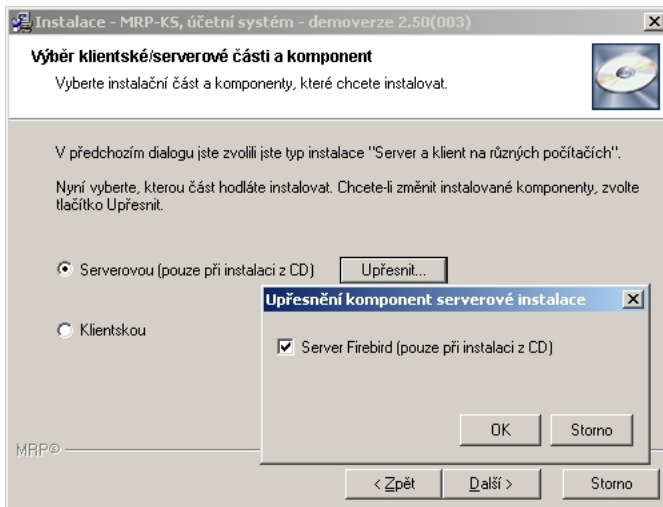 Instalace - MRP-KS, účetní systém - demoverze 2.50(003)
Výběr klientské/serverové části a komponent
Vyberte instalační část a komponenty, které chcete instalovat.
V předchozím dialogu jste zvolili jste typ instalace "Server a klient na různých počítačích".
Nyní vyberte, kterou část hodláte instalovat. Chcete-li změnit instalované komponenty, zvolte
tlačítko Upřesnit.
Serverovou (pouze při instalaci z CD)
Upřesnit...
Upřesnění komponent serverové instalace
Klientskou
Server Firebird (pouze při instalaci z CD)
OK
Storno
MRP©
< Zpět
Další >
Storno